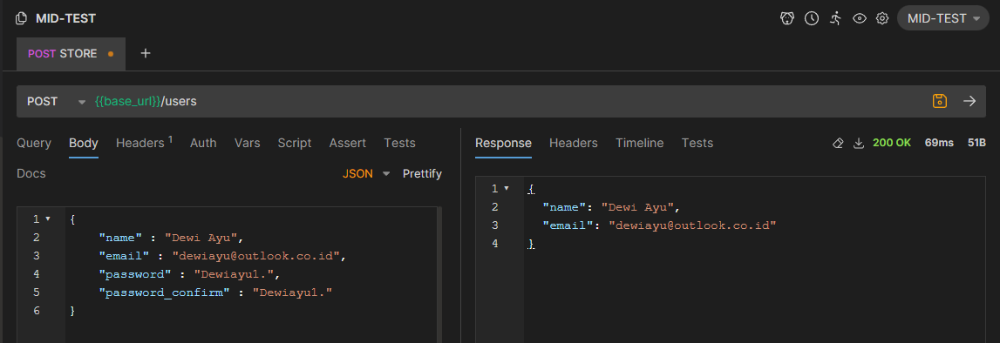 MID-TEST
MID-TEST
POST STORE
POST {{base_url}}/users
Query Body Headers 1 Auth Vars Script Assert Tests
Docs
JSON Prettify
1 {
2 "name" : "Dewi Ayu",
3 "email" : "dewiayu@outlook.co.id",
4 "password" : "Dewiayu1.",
5 "password_confirm" : "Dewiayu1."
6 }
Response Headers Timeline Tests 200 OK 69ms 51B
1 {
2 "name": "Dewi Ayu",
3 "email": "dewiayu@outlook.co.id"
4 }